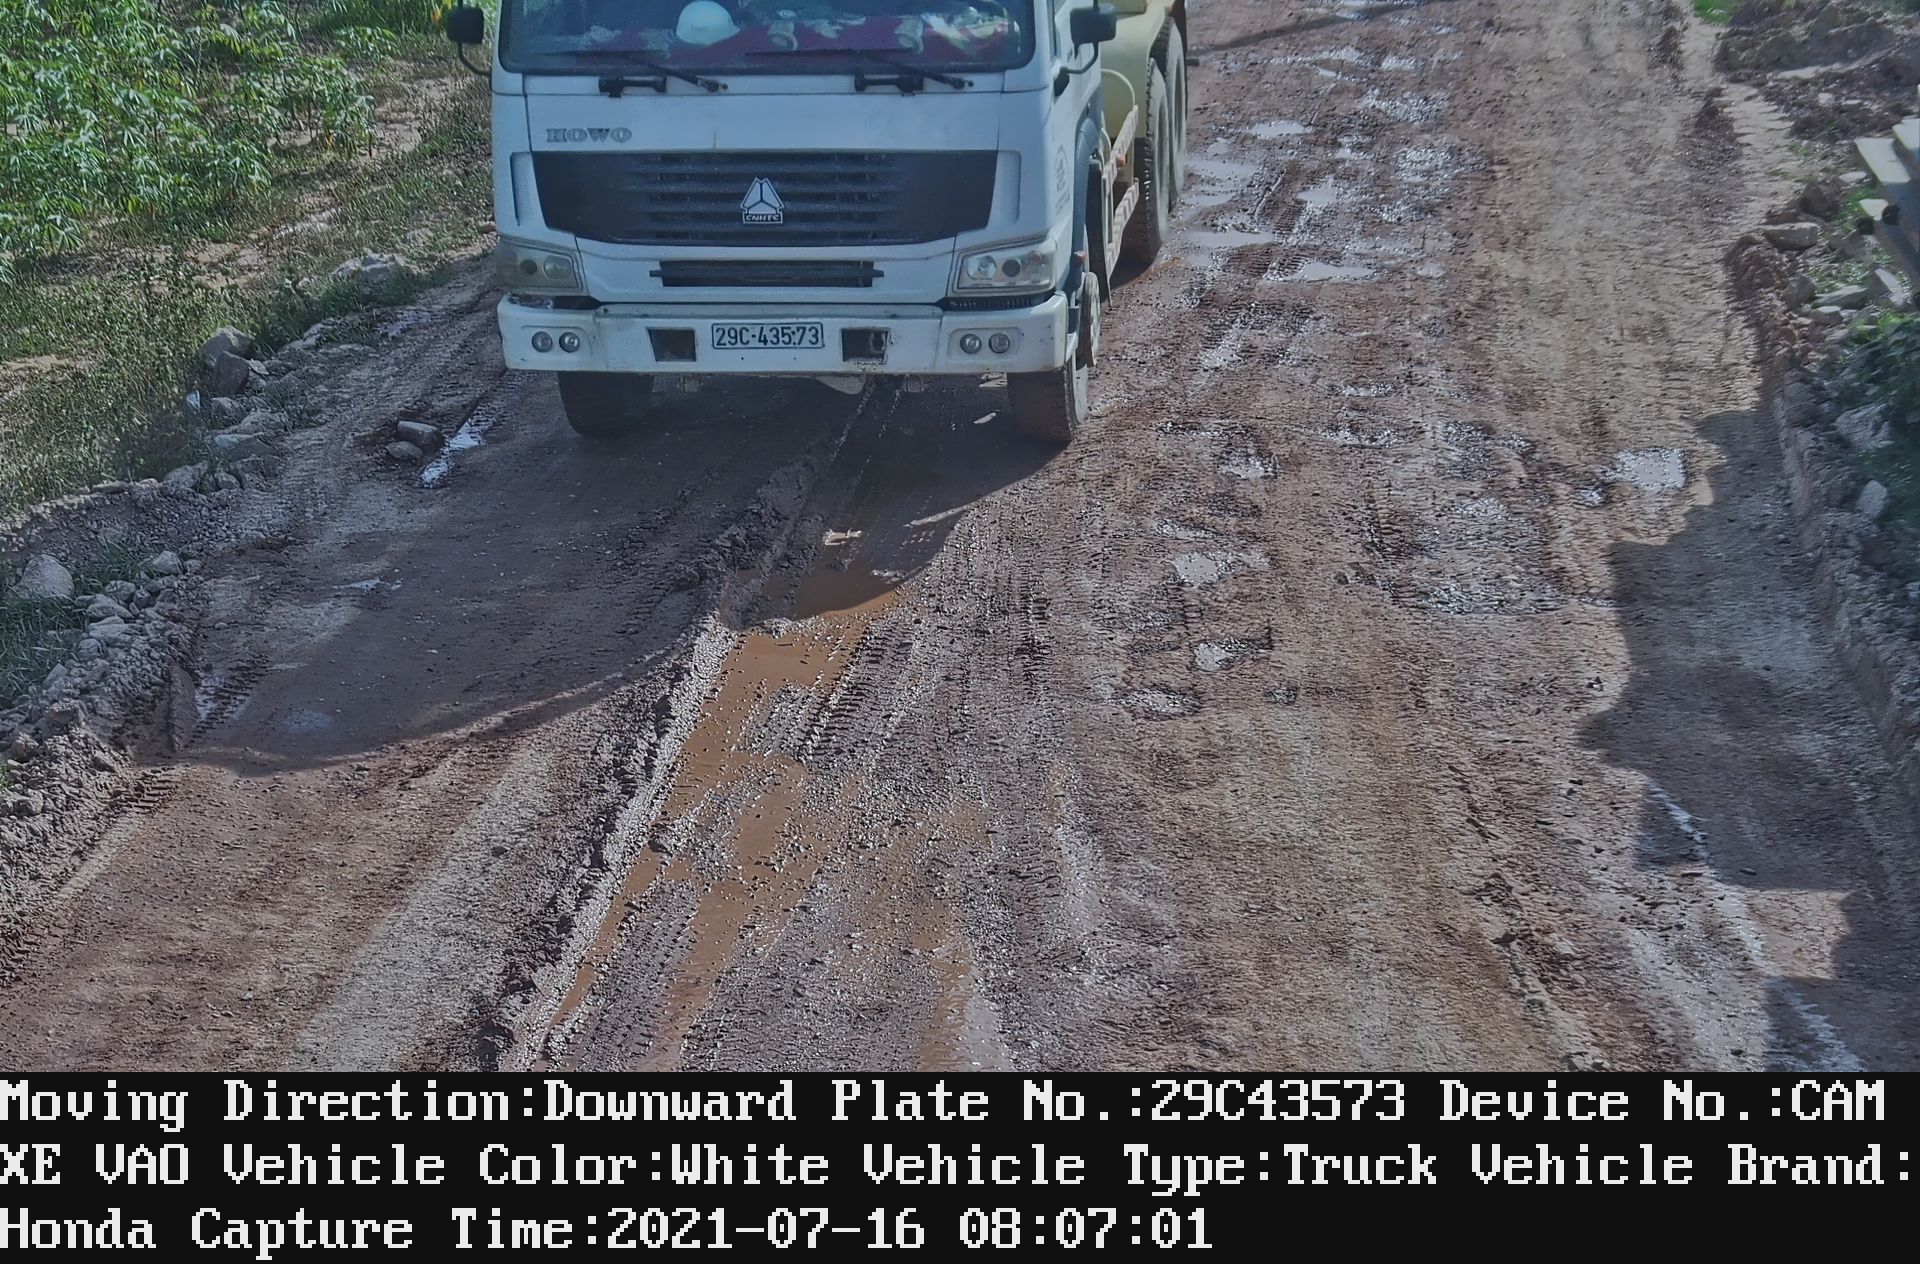 HOWO
CNHTC
29C-435.73
Moving Direction:Downward Plate No.:29C43573 Device No.:CAM
XE VAO Vehicle Color:White Vehicle Type:Truck Vehicle Brand:
Honda Capture Time:2021-07-16 08:07:01